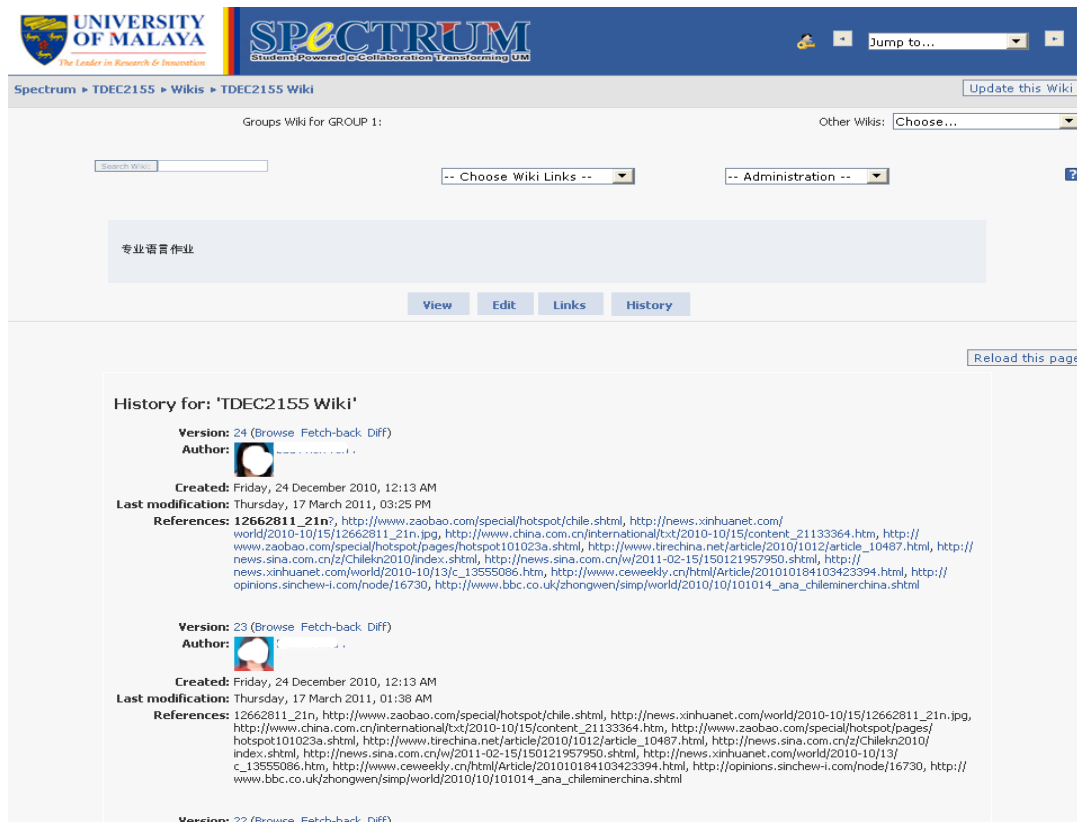 UNIVERSITY
OF MALAYA
The Leader in Research & Innovation
SPECTRUM
Student-Powered e-Collaboration Transforming UM
Jump to...
Spectrum ► TDEC2155 ► Wikis ► TDEC2155 Wiki
Update this Wiki
Groups Wiki for GROUP 1:
Other Wikis: Choose...
Search Wiki:
-- Choose Wiki Links --
-- Administration --
?
专业语言作业
View Edit Links History
Reload this page
History for: 'TDEC2155 Wiki'
Version: 24 (Browse Fetch-back Diff)
Author:
Created: Friday, 24 December 2010, 12:13 AM
Last modification: Thursday, 17 March 2011, 03:25 PM
References: 12662811_21n?, http://www.zaobao.com/special/hotspot/chile.shtml, http://news.xinhuanet.com/
world/2010-10/15/12662811_21n.jpg, http://www.china.com.cn/international/txt/2010-10/15/content_21133364.htm, http://
www.zaobao.com/special/hotspot/pages/hotspot101023a.shtml, http://www.tirechina.net/article/2010/1012/article_10487.html, http://
news.sina.com.cn/z/Chilekn2010/index.shtml, http://news.sina.com.cn/w/2011-02-15/150121957950.shtml, http://
news.xinhuanet.com/world/2010-10/13/c_13555086.htm, http://www.ceweekly.cn/html/Article/201010184103423394.html, http://
opinions.sinchew-i.com/node/16730, http://www.bbc.co.uk/zhongwen/simp/world/2010/10/101014_ana_chileminerchina.shtml
Version: 23 (Browse Fetch-back Diff)
Author:
Created: Friday, 24 December 2010, 12:13 AM
Last modification: Thursday, 17 March 2011, 01:38 AM
References: 12662811_21n, http://www.zaobao.com/special/hotspot/chile.shtml, http://news.xinhuanet.com/world/2010-10/15/12662811_21n.jpg,
http://www.china.com.cn/international/txt/2010-10/15/content_21133364.htm, http://www.zaobao.com/special/hotspot/pages/
hotspot101023a.shtml, http://www.tirechina.net/article/2010/1012/article_10487.html, http://news.sina.com.cn/z/Chilekn2010/
index.shtml, http://news.sina.com.cn/w/2011-02-15/150121957950.shtml, http://news.xinhuanet.com/world/2010-10/13/
c_13555086.htm, http://www.ceweekly.cn/html/Article/201010184103423394.html, http://opinions.sinchew-i.com/node/16730, http://
www.bbc.co.uk/zhongwen/simp/world/2010/10/101014_ana_chileminerchina.shtml
Version: 22 (Browse Fetch-back Diff)